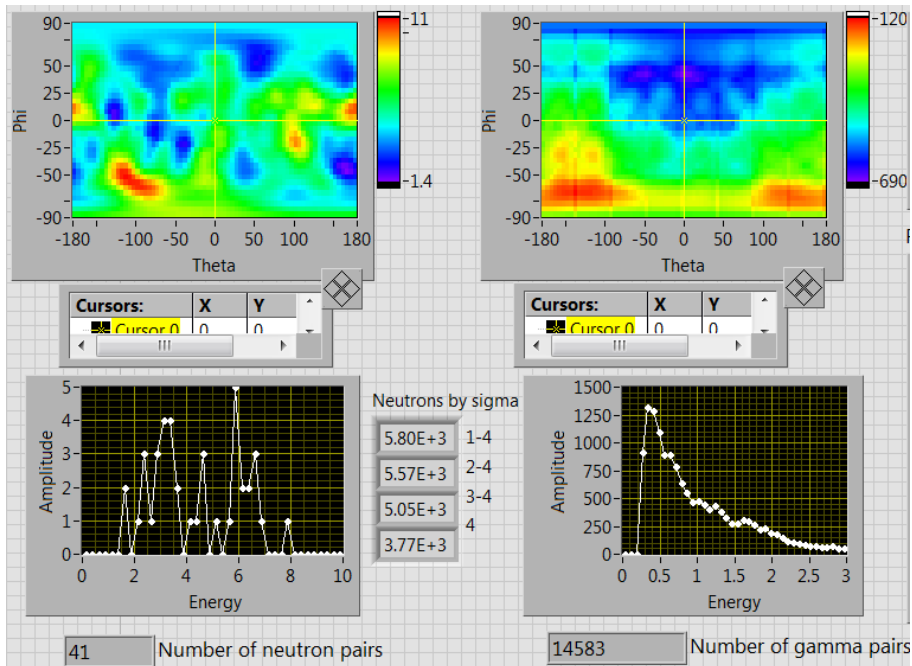 90-
50-
25-
0-
-25-
-50-
-90-
Phi
-180 -100 -50 0 50 100 180
Theta
-11
-1.4
90-
50-
25-
0-
-25-
-50-
-90-
Phi
-180 -100 -50 0 50 100 180
Theta
-120
-690
Cursors: X Y
Cursor 0 0 0
Cursors: X Y
Cursor 0 0 0
5-
4-
3-
2-
1-
0-
Amplitude
0 2 4 6 8 10
Energy
Neutrons by sigma
5.80E+3 1-4
5.57E+3 2-4
5.05E+3 3-4
3.77E+3 4
1500-
1250-
1000-
750-
500-
250-
0-
Amplitude
0 0.5 1 1.5 2 2.5 3
Energy
41 Number of neutron pairs
14583 Number of gamma pairs